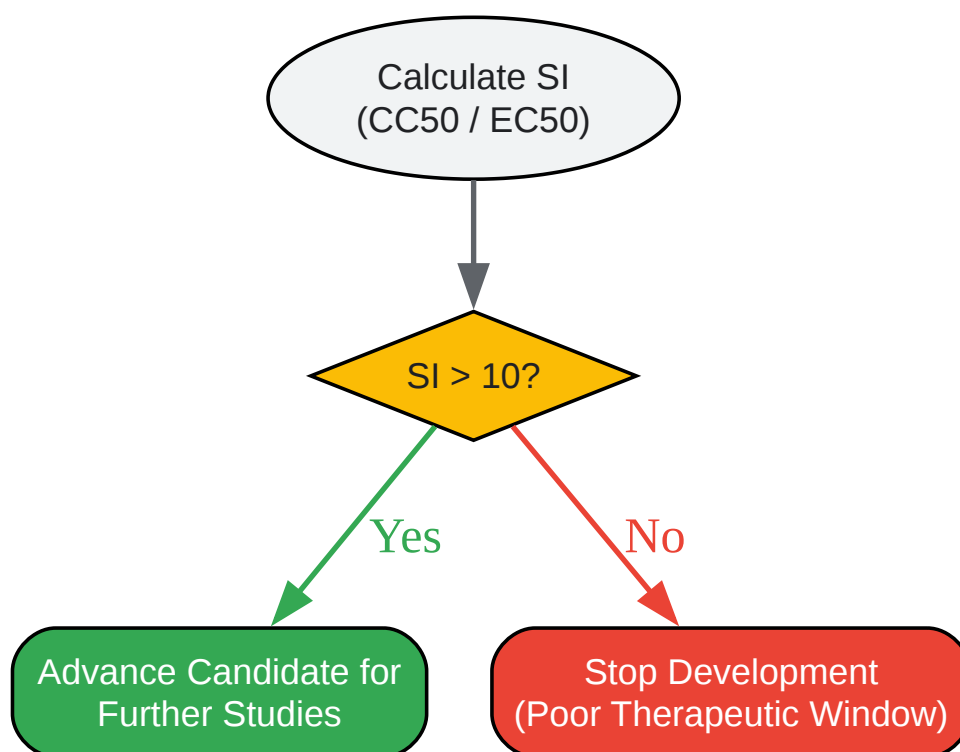 Calculate SI
(CC50 / EC50)
SI > 10?
Yes
No
Advance Candidate for
Further Studies
Stop Development
(Poor Therapeutic Window)